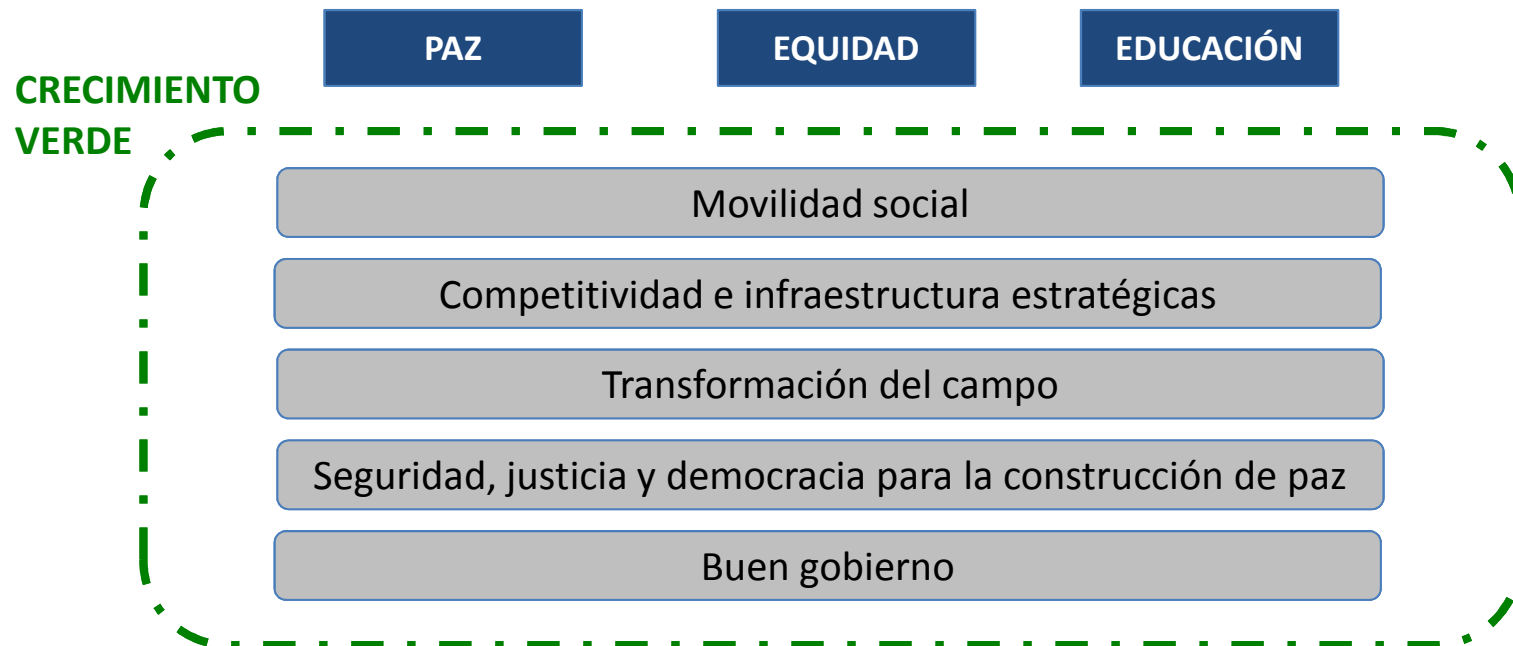 PAZ
EQUIDAD
EDUCACIÓN
CRECIMIENTO
VERDE
Movilidad social
Competitividad e infraestructura estratégicas
Transformación del campo
Seguridad, justicia y democracia para la construcción de paz
Buen gobierno